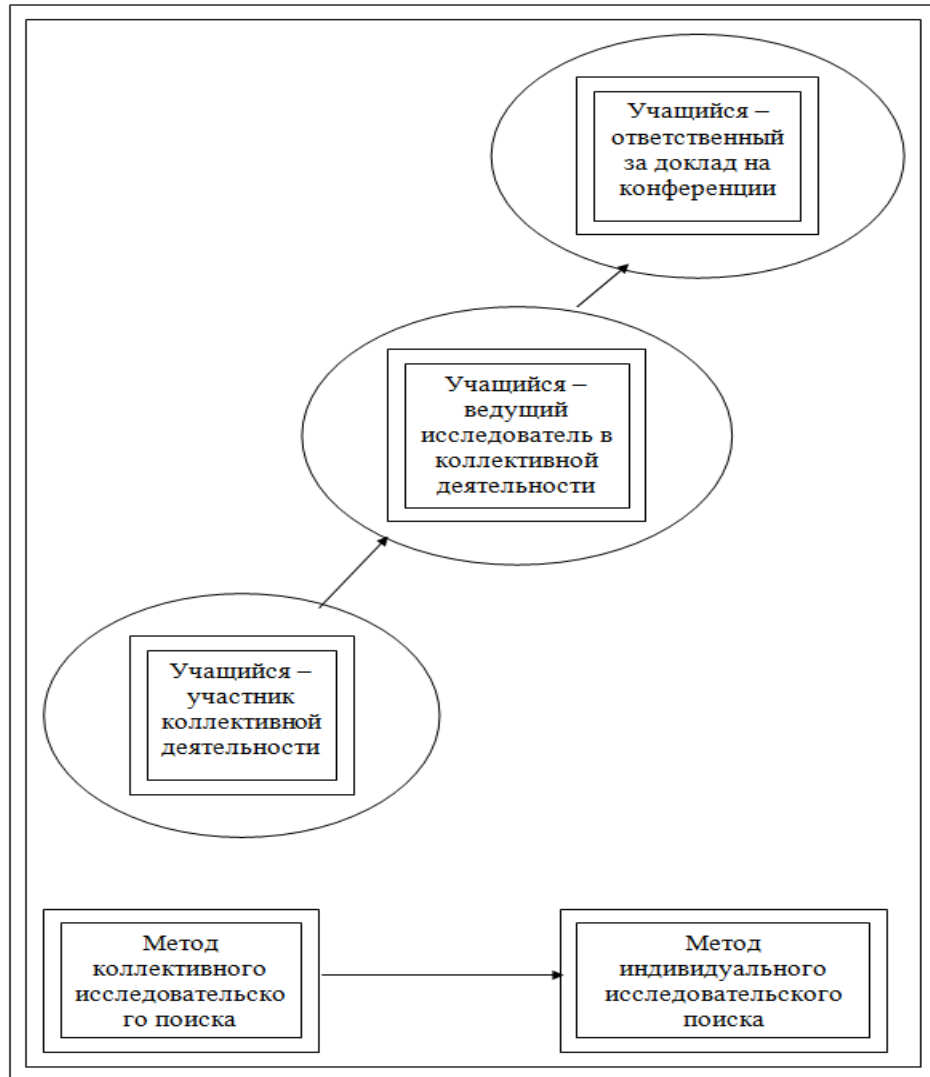 Учащийся –
ответственный
за доклад на
конференции
Учащийся –
ведущий
исследователь в
коллективной
деятельности
Учащийся –
участник
коллективной
деятельности
Метод
коллективного
исследовательско
го поиска
Метод
индивидуального
исследовательского
поиска